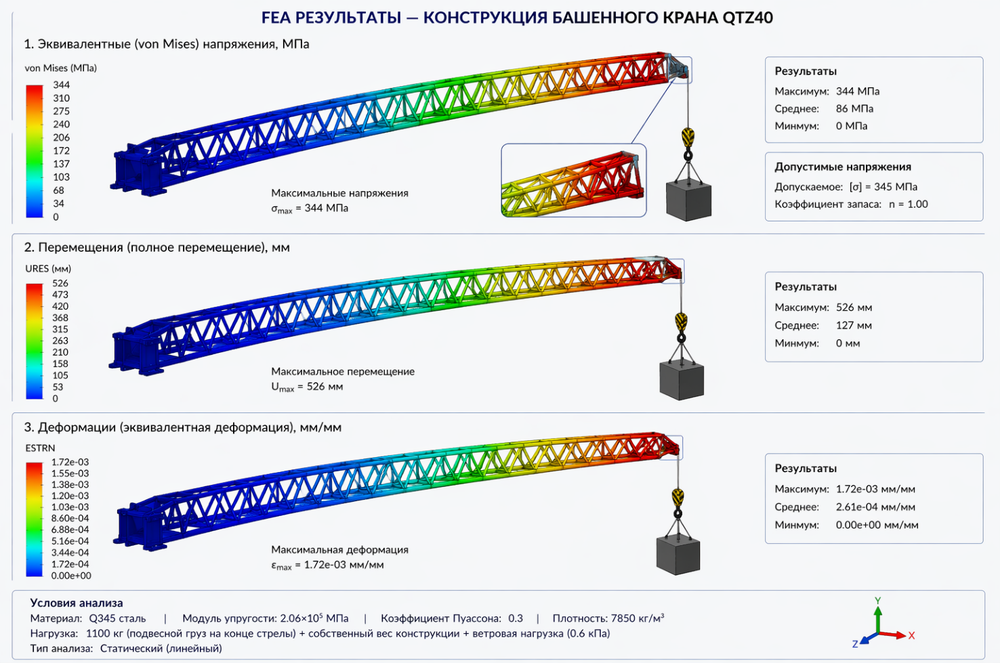 FEA РЕЗУЛЬТАТЫ — КОНСТРУКЦИЯ БАШЕННОГО КРАНА QTZ40
1. Эквивалентные (von Mises) напряжения, МПа
von Mises (МПа)
344
310
275
240
206
172
137
103
68
34
0
Максимальные напряжения
σmax = 344 МПа
Результаты
Максимум: 344 МПа
Среднее: 86 МПа
Минмум: 0 МПа
Допустимые напряжения
Допускаемое: [σ] = 345 МПа
Коэффициент запаса: n = 1.00
2. Перемещения (полное перемещение), мм
URES (мм)
526
473
420
368
315
263
210
158
105
53
0
Максимальное перемещение
Umax = 526 мм
Результаты
Максимум: 526 мм
Среднее: 127 мм
Минмум: 0 мм
3. Деформации (эквивалентная деформация), мм/мм
ESTRN
1.72e-03
1.55e-03
1.38e-03
1.20e-03
1.03e-03
8.60e-04
6.88e-04
5.16e-04
3.44e-04
1.72e-04
0.00e+00
Максимальная деформация
εmax = 1.72e-03 мм/мм
Результаты
Максимум: 1.72e-03 мм/мм
Среднее: 2.61e-04 мм/мм
Минмум: 0.00e+00 мм/мм
Условия анализа
Материал: Q345 сталь | Модуль упругости: 2.06×10⁵ МПа | Коэффициент Пуассона: 0.3 | Плотность: 7850 кг/м³
Нагрузка: 1100 кг (подвесной груз на конце стрелы) + собственный вес конструкции + ветровая нагрузка (0.6 кПа)
Тип анализа: Статический (линейный)
Y
X
Z